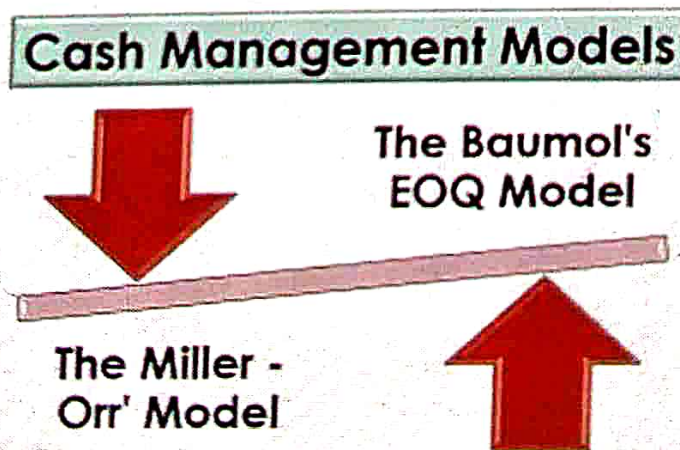 Cash Management Models
The Baumol's
EOQ Model
The Miller -
Orr' Model